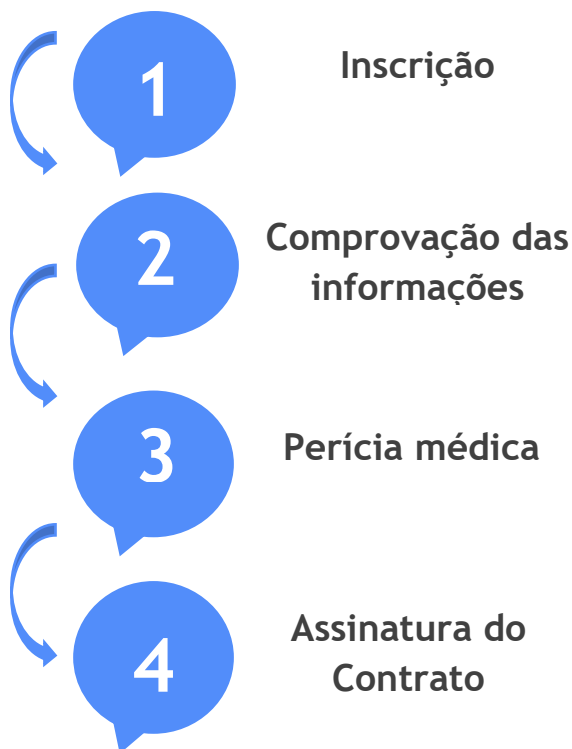 1
Inscrição
2
Comprovação das
informações
3
Perícia médica
4
Assinatura do
Contrato